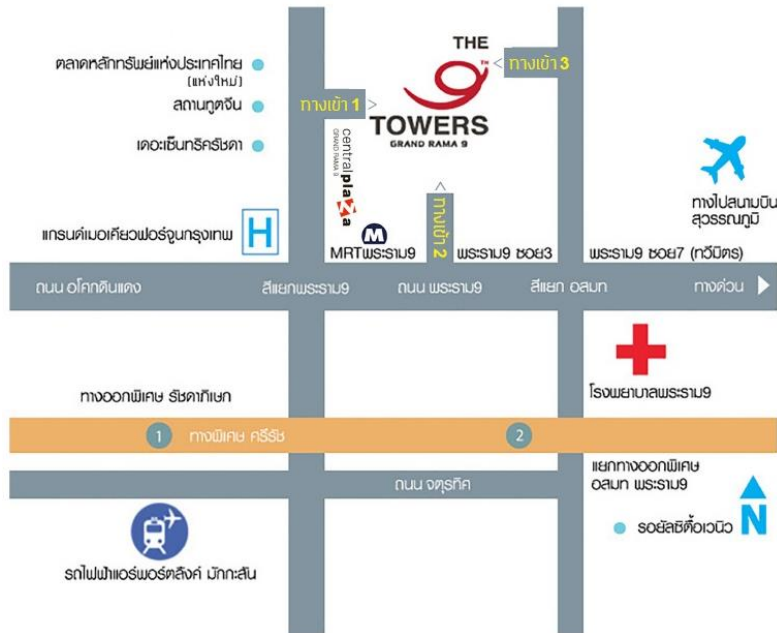 THE
9TH
TOWERS
GRAND RAMA 9
ตลาดหลักทรัพย์แห่งประเทศไทย
(แห่งใหม่)
สถานทูตจีน
เดอะเซ็นทริครัชดา
ทางเข้า 1
ทางเข้า 3
centralplaza
GRAND RAMA 9
ทางเข้า 2
ทางไปสนามบิน
สุวรรณภูมิ
แกรนด์เมอเคียวฟอร์จูนกรุงเทพ
H
M
MRTพระราม9
พระราม9 ซอย3
พระราม9 ซอย7 (ทวีมิตร)
ถนน อโศกดินแดง
สี่แยกพระราม9
ถนน พระราม9
สี่แยก อสมท
ทางด่วน
โรงพยาบาลพระราม9
ทางออกพิเศษ รัชดาภิเษก
1
ทางพิเศษ ศรีรัช
2
แยกทางออกพิเศษ
อสมท พระราม9
ถนน จตุรทิศ
N
รอยัลซิตี้อเวนิว
รถไฟฟ้าแอร์พอร์ตลิงค์ มักกะสัน